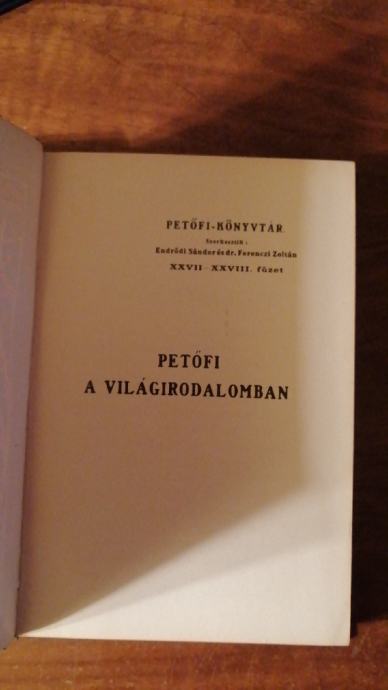 PETŐFI-KÖNYVTÁR
Szerkesztik:
Endrődi Sándor és dr. Ferenczi Zoltán
XXVII—XXVIII. füzet
PETŐFI
A VILÁGIRODALOMBAN